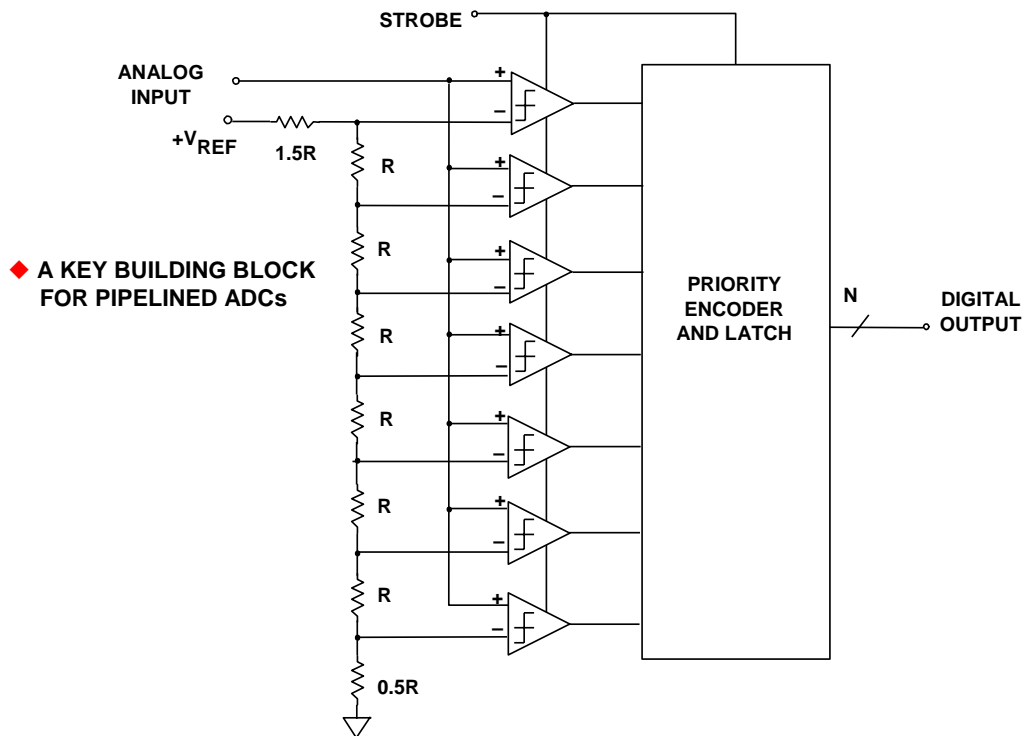 STROBE
ANALOG
INPUT
+VREF
1.5R
+
–
R
+
–
R
+
–
R
+
–
R
+
–
R
+
–
R
+
–
0.5R
◆ A KEY BUILDING BLOCK
FOR PIPELINED ADCs
PRIORITY
ENCODER
AND LATCH
N
DIGITAL
OUTPUT